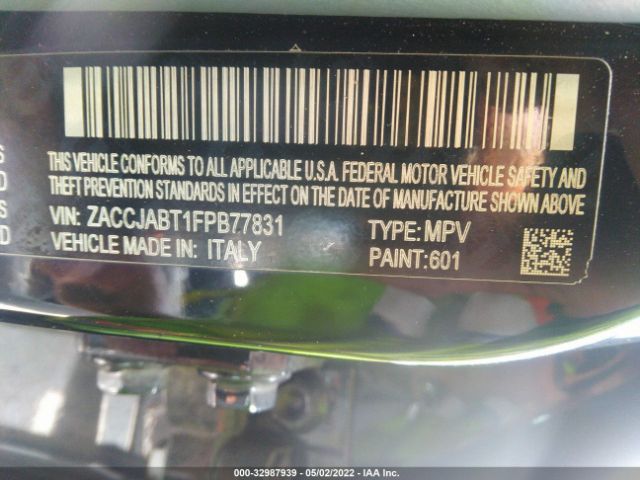 THIS VEHICLE CONFORMS TO ALL APPLICABLE U.S.A. FEDERAL MOTOR VEHICLE SAFETY AND
THEFT PREVENTION STANDARDS IN EFFECT ON THE DATE OF MANUFACTURE SHOWN ABOVE
VIN: ZACCJABT1FPB77831 TYPE: MPV
VEHICLE MADE IN: ITALY PAINT:601
S
D
S
D
000-32987939 - 05/02/2022 - IAA Inc.